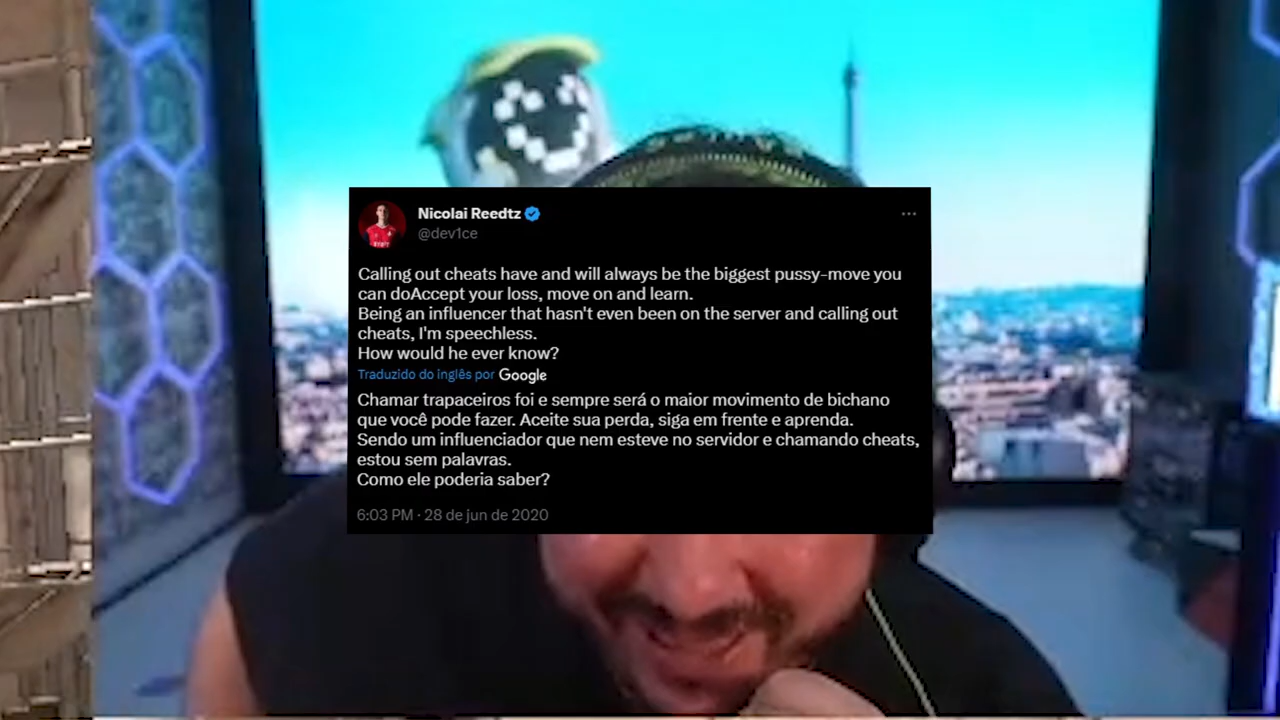 Nicolai Reedtz
@dev1ce
Calling out cheats have and will always be the biggest pussy-move you
can doAccept your loss, move on and learn.
Being an influencer that hasn't even been on the server and calling out
cheats, I'm speechless.
How would he ever know?
Traduzido do inglês por Google
Chamar trapaceiros foi e sempre será o maior movimento de bichano
que você pode fazer. Aceite sua perda, siga em frente e aprenda.
Sendo um influenciador que nem esteve no servidor e chamando cheats,
estou sem palavras.
Como ele poderia saber?
6:03 PM · 28 de jun de 2020